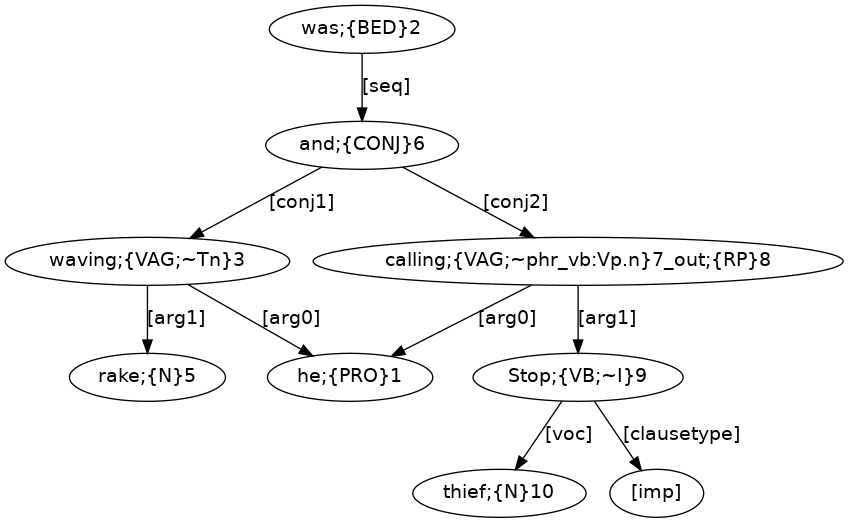 was;{BED}2
[seq]
and;{CONJ}6
[conj1] [conj2]
waving;{VAG;~Tn}3 calling;{VAG;~phr_vb:Vp.n}7_out;{RP}8
[arg1] [arg0] [arg0] [arg1]
rake;{N}5 he;{PRO}1 Stop;{VB;~I}9
[voc] [clausetype]
thief;{N}10 [imp]